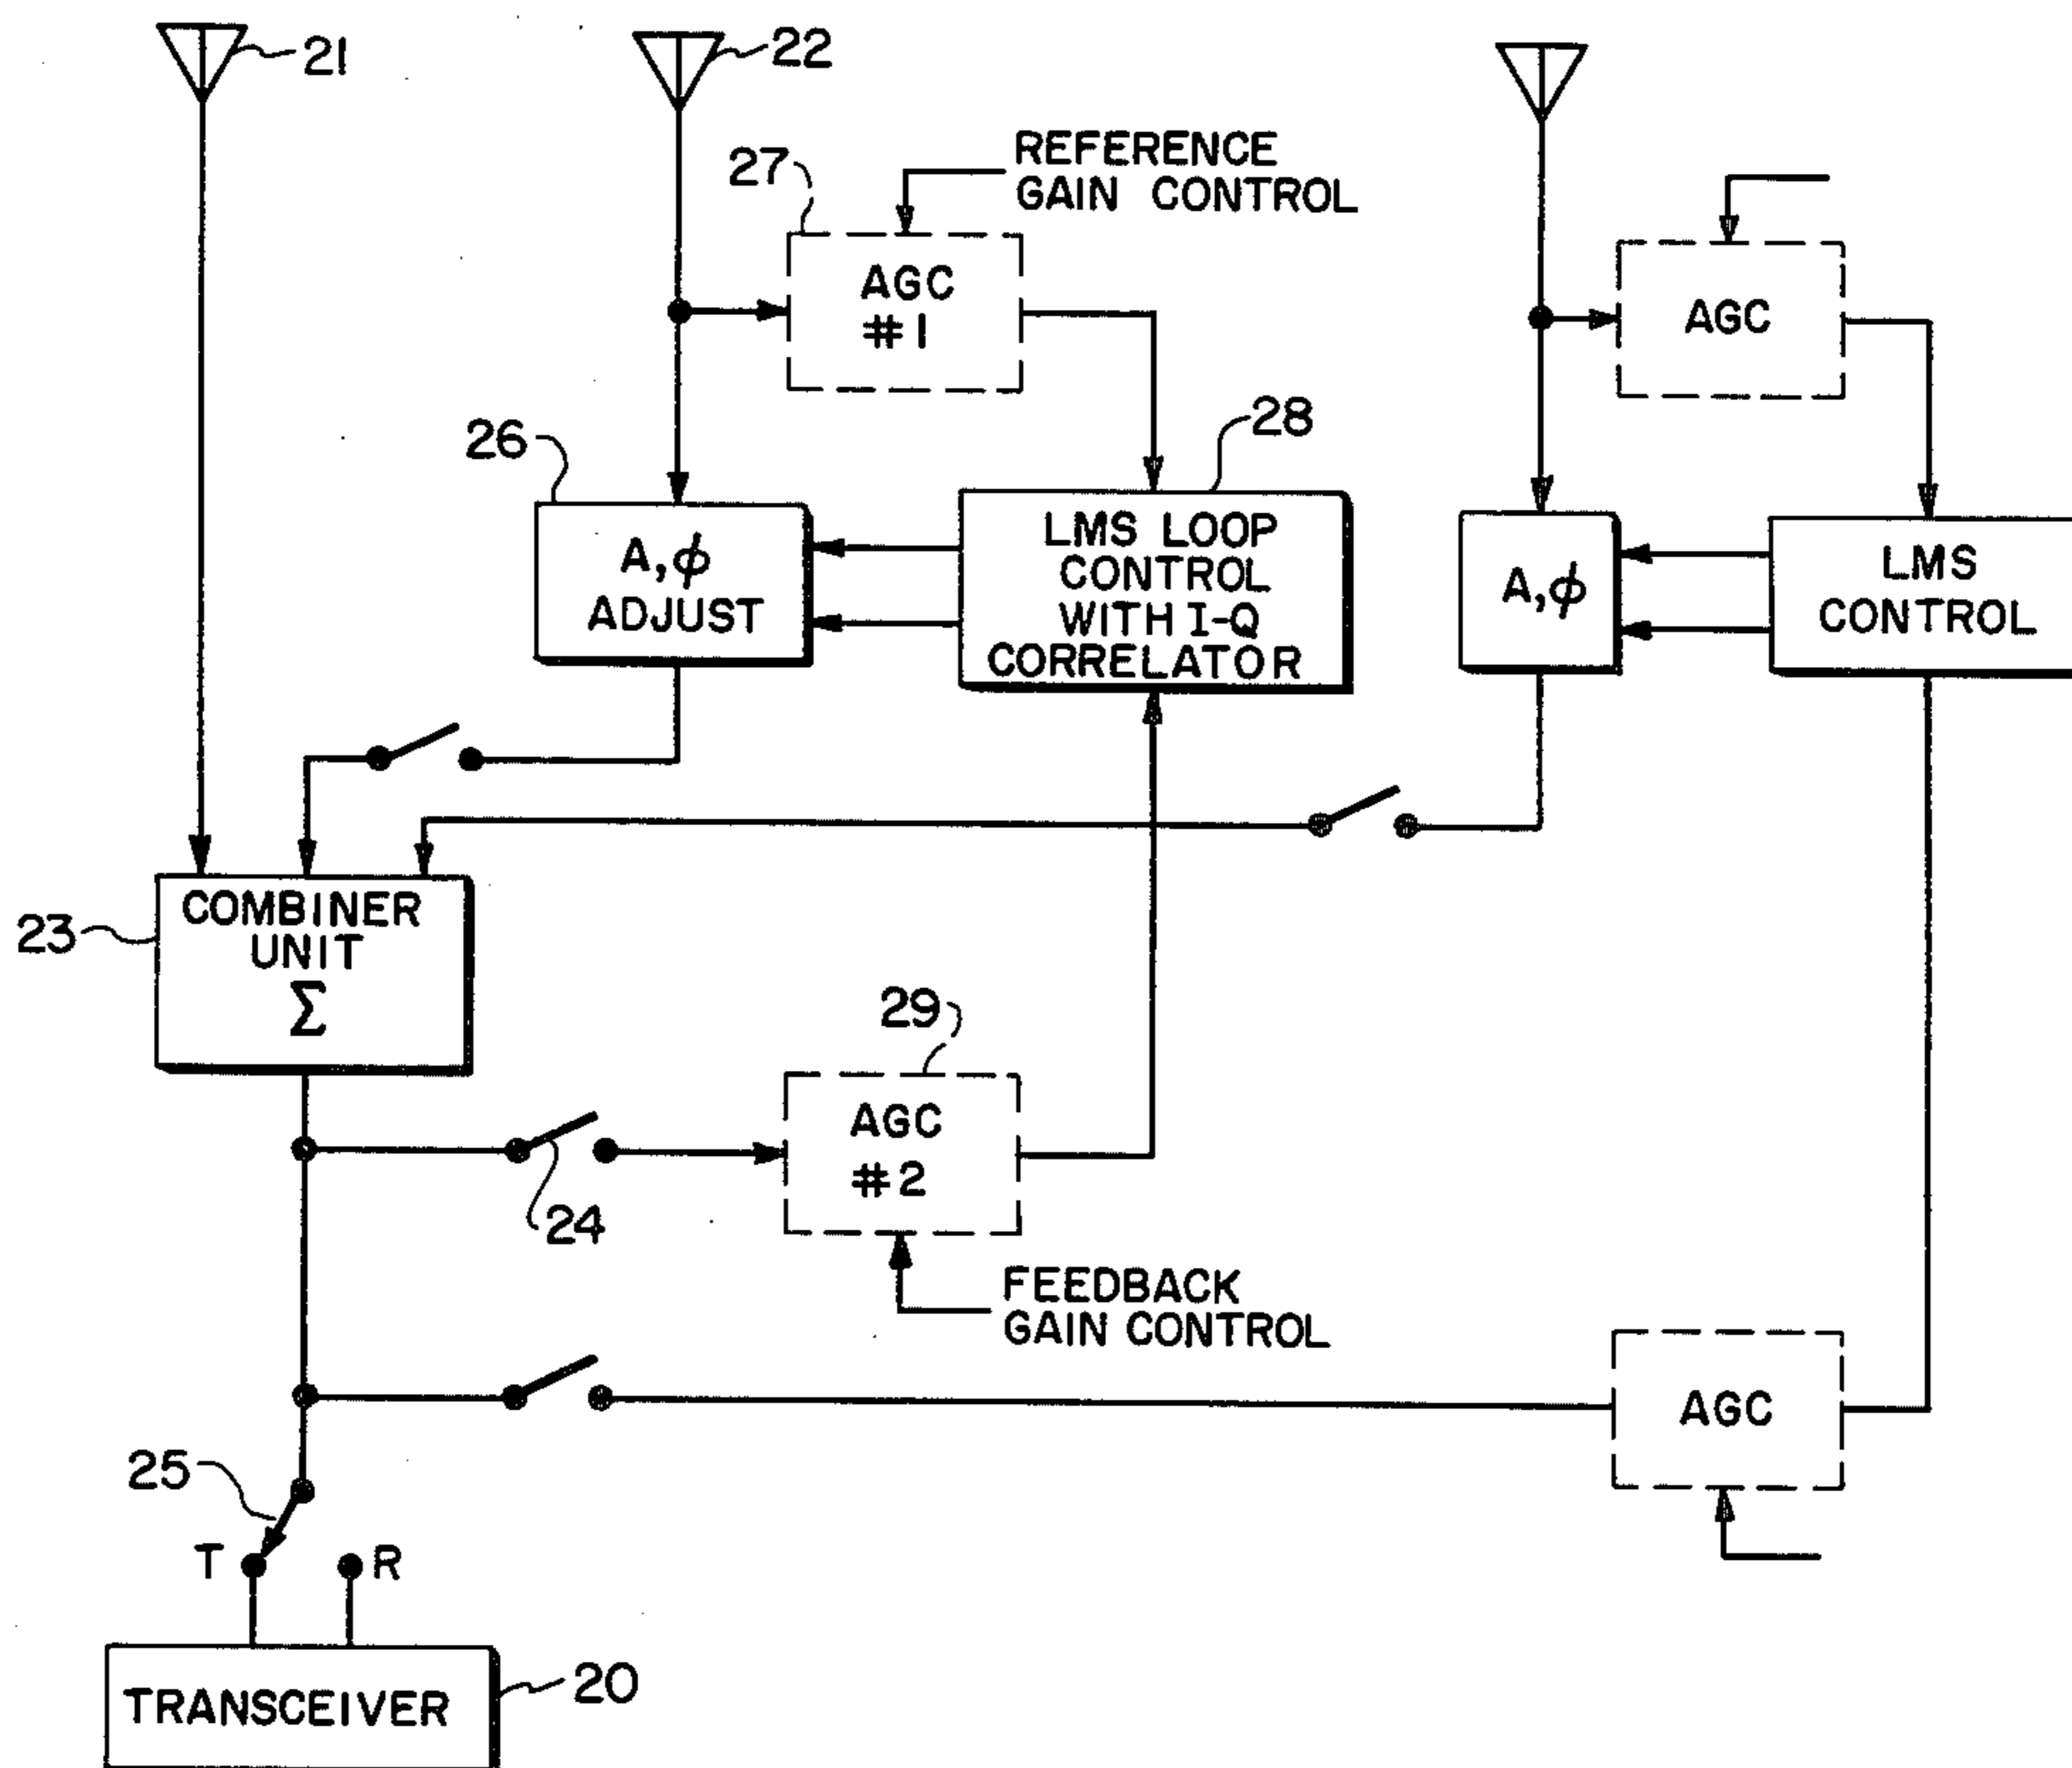 21
22
27
REFERENCE
GAIN CONTROL
AGC
#1
AGC
26
28
A,ϕ
ADJUST
LMS LOOP
CONTROL
WITH I-Q
CORRELATOR
A,ϕ
LMS
CONTROL
23
COMBINER
UNIT
Σ
29
AGC
#2
24
FEEDBACK
GAIN CONTROL
AGC
25
T
R
TRANSCEIVER
20